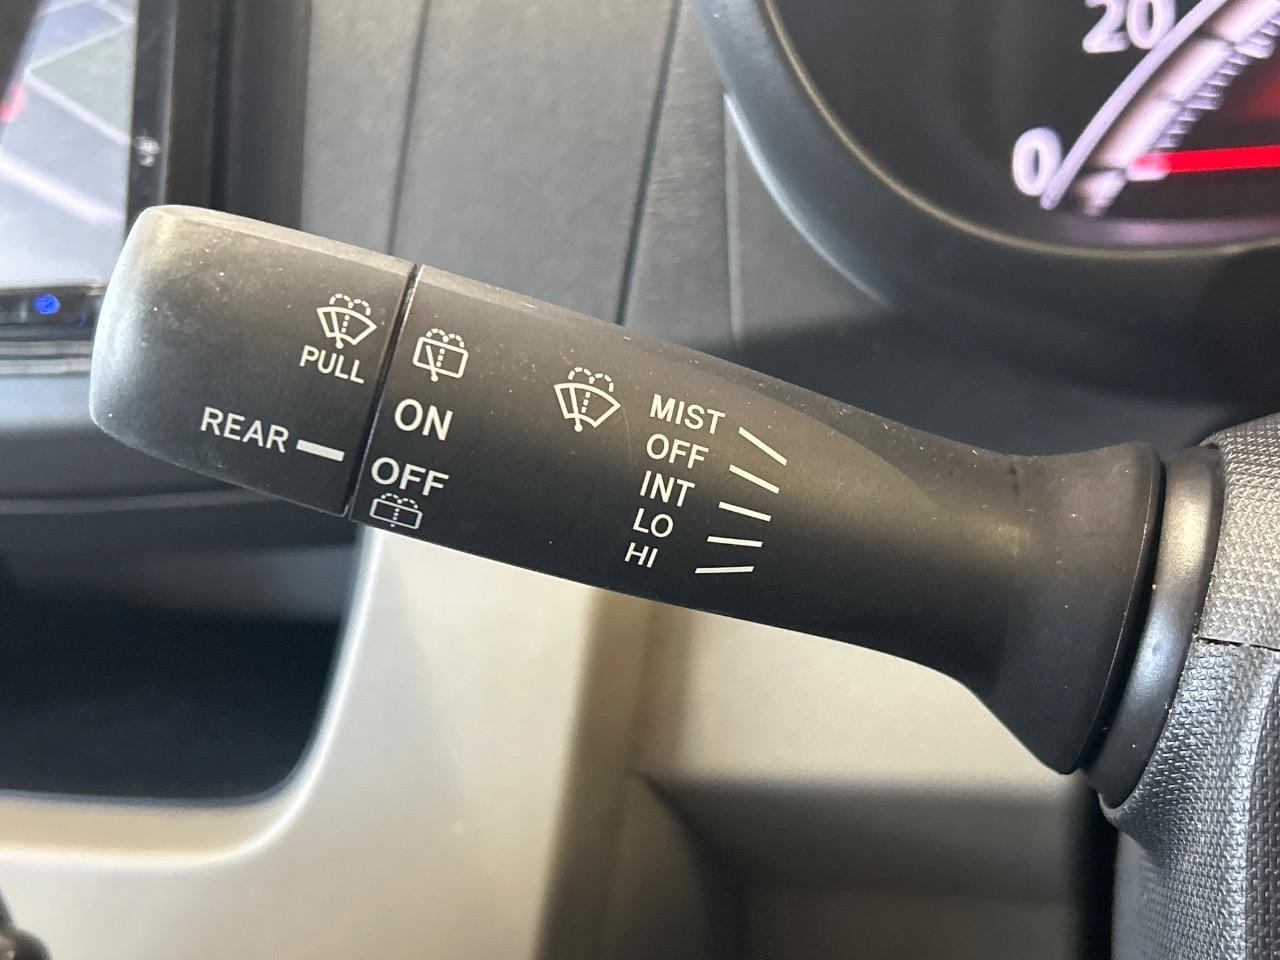 20
0
PULL
REAR
ON
OFF
MIST
OFF
INT
LO
HI